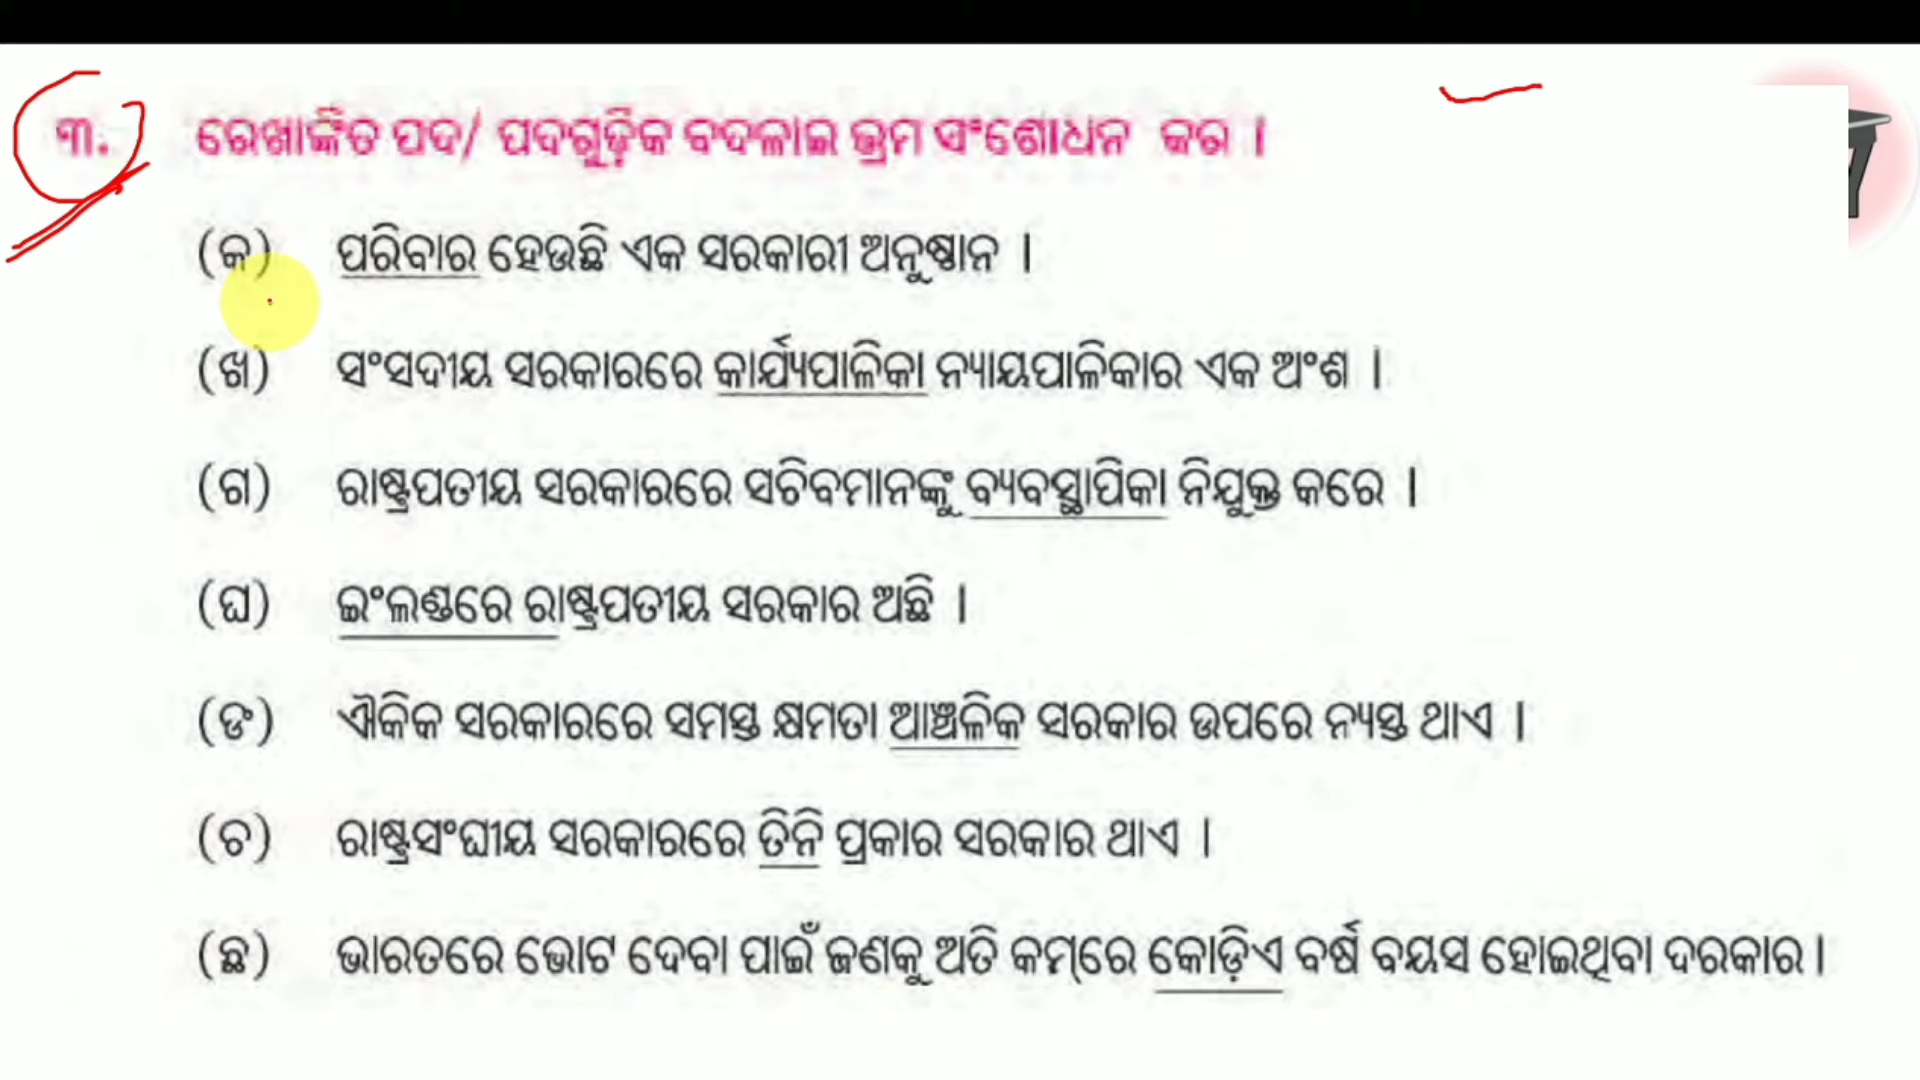 ୩. ରେଖାଙ୍କିତ ପଦ/ ପଦଗୁଡ଼ିକ ବଦଳାଇ ଭ୍ରମ ସଂଶୋଧନ କର ।
(କ) ପରିବାର ହେଉଛି ଏକ ସରକାରୀ ଅନୁଷ୍ଠାନ ।
(ଖ) ସଂସଦୀୟ ସରକାରରେ କାର୍ଯ୍ୟପାଳିକା ନ୍ୟାୟପାଳିକାର ଏକ ଅଂଶ ।
(ଗ) ରାଷ୍ଟ୍ରପତୀୟ ସରକାରରେ ସଚିବମାନଙ୍କୁ ବ୍ୟବସ୍ଥାପିକା ନିଯୁକ୍ତ କରେ ।
(ଘ) ଇଂଲଣ୍ଡରେ ରାଷ୍ଟ୍ରପତୀୟ ସରକାର ଅଛି ।
(ଙ) ଐକିକ ସରକାରରେ ସମସ୍ତ କ୍ଷମତା ଆଞ୍ଚଳିକ ସରକାର ଉପରେ ନ୍ୟସ୍ତ ଥାଏ ।
(ଚ) ରାଷ୍ଟ୍ରସଂଘୀୟ ସରକାରରେ ତିନି ପ୍ରକାର ସରକାର ଥାଏ ।
(ଛ) ଭାରତରେ ଭୋଟ ଦେବା ପାଇଁ ଜଣକୁ ଅତି କମ୍‌ରେ କୋଡ଼ିଏ ବର୍ଷ ବୟସ ହୋଇଥିବା ଦରକାର ।